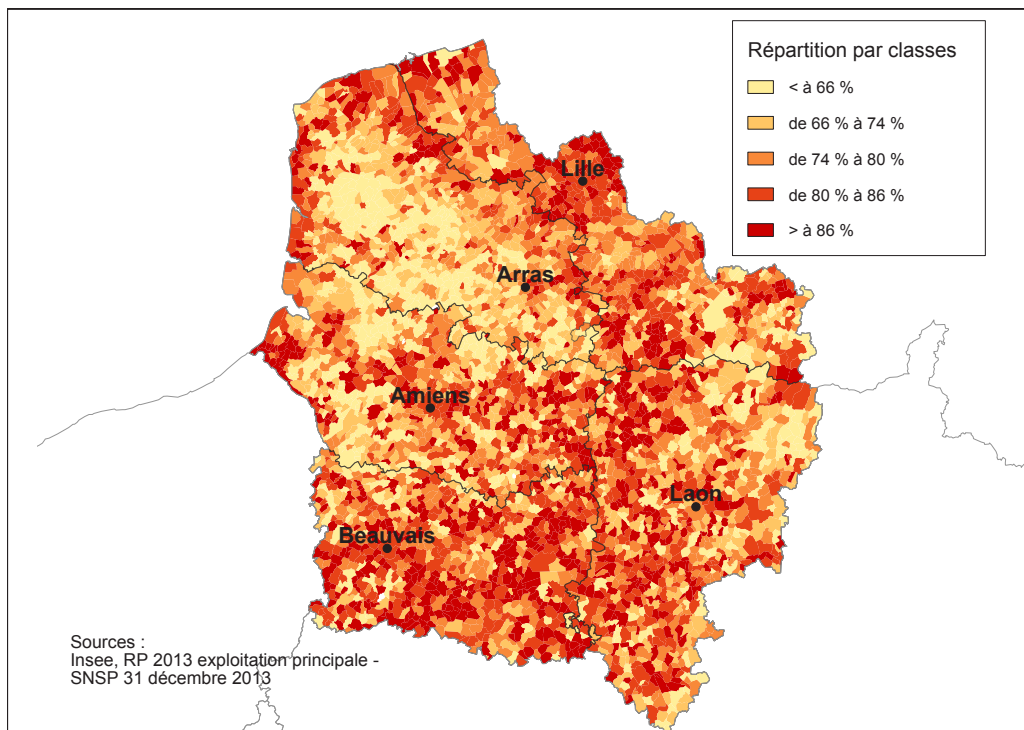 Répartition par classes
< à 66 %
de 66 % à 74 %
de 74 % à 80 %
de 80 % à 86 %
> à 86 %
Lille
Arras
Amiens
Laon
Beauvais
Sources :
Insee, RP 2013 exploitation principale -
SNSP 31 décembre 2013